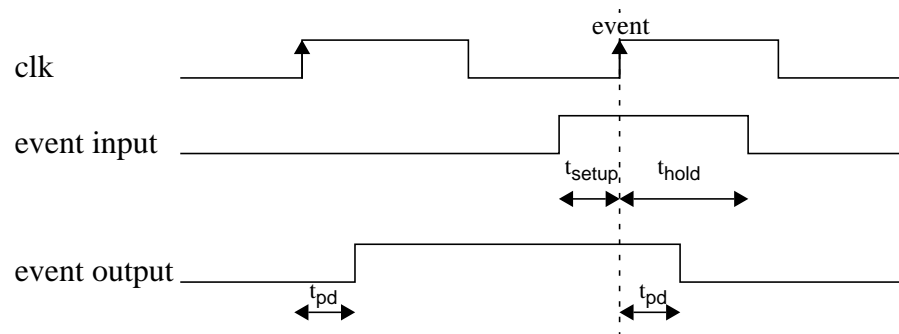 event
clk
event input
tsetup thold
event output
tpd tpd